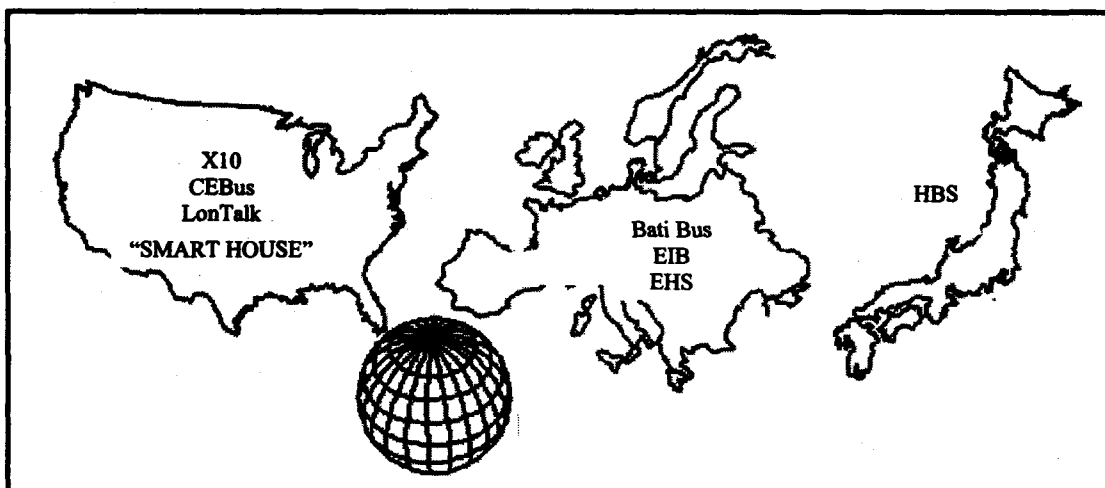 X10
CEBus
LonTalk
“SMART HOUSE”
Bati Bus
EIB
EHS
HBS